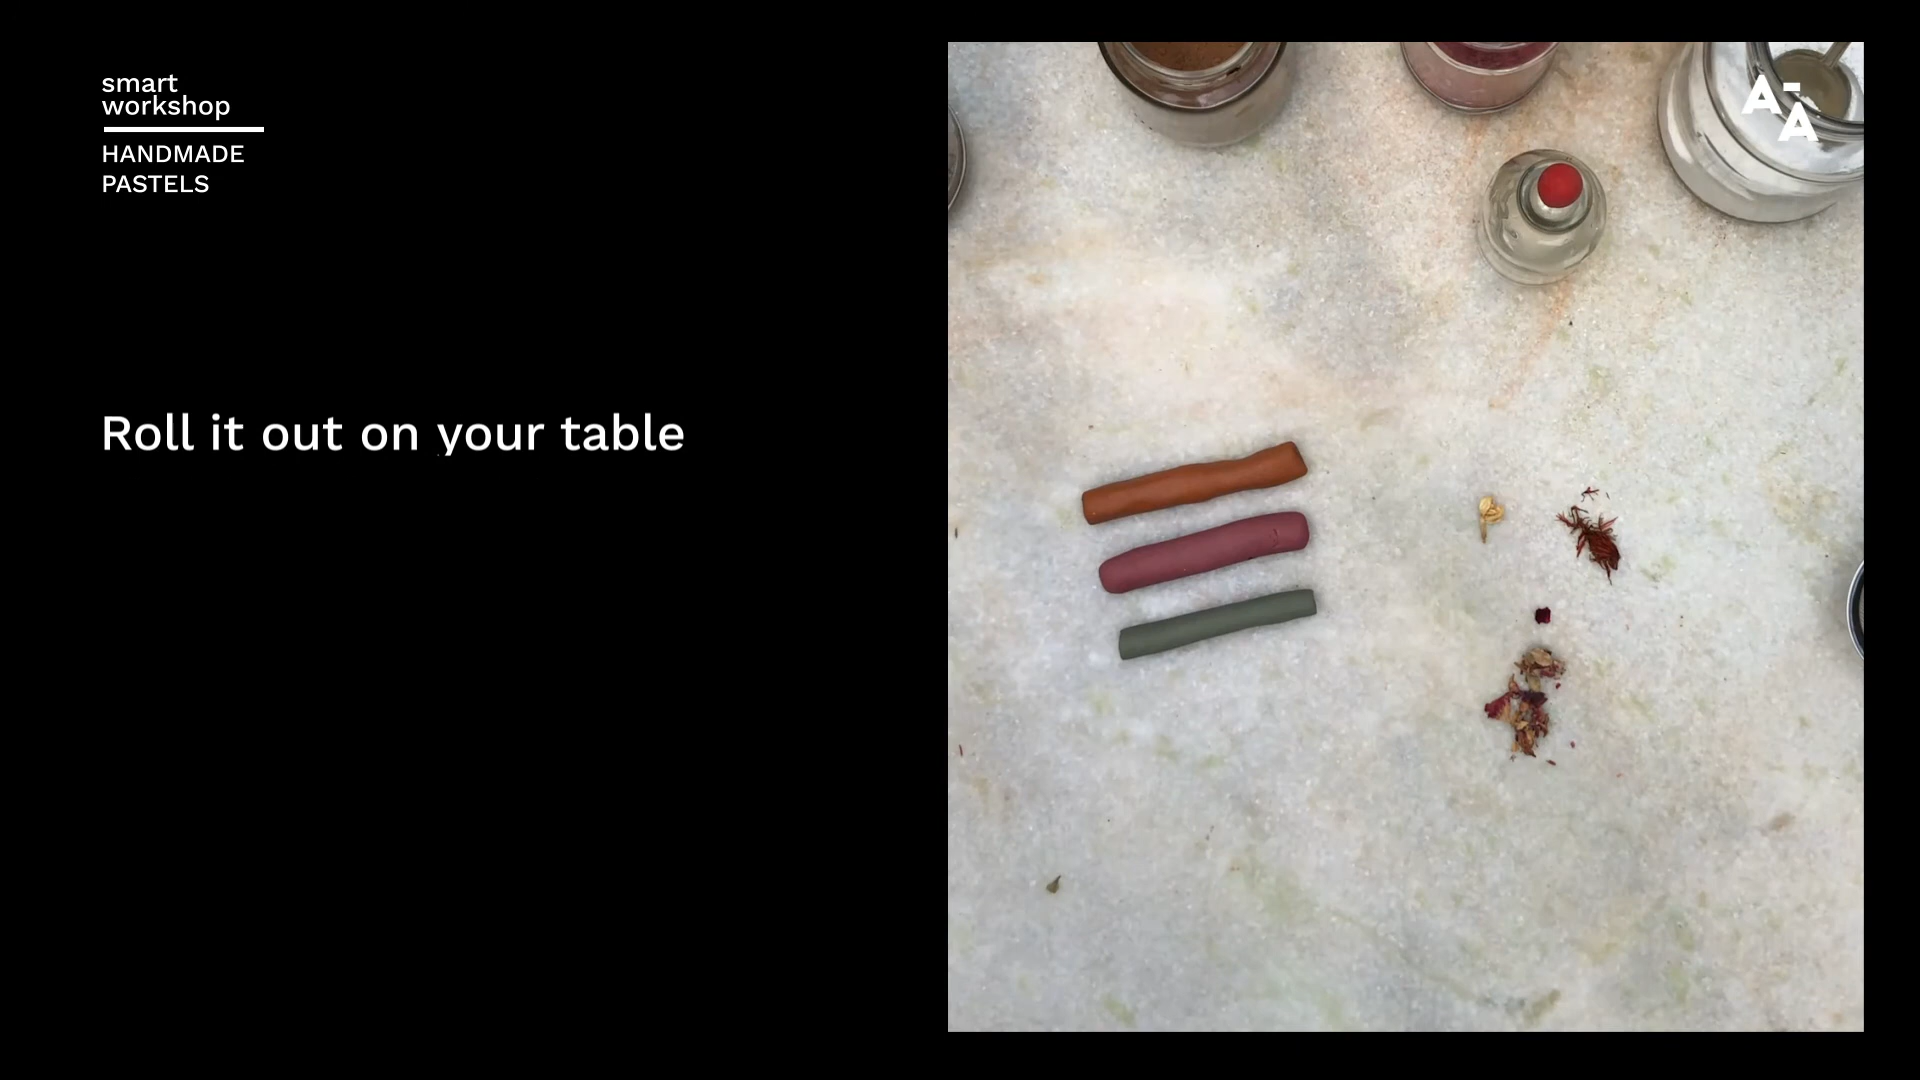 smart
workshop
HANDMADE
PASTELS
Roll it out on your table
A-A